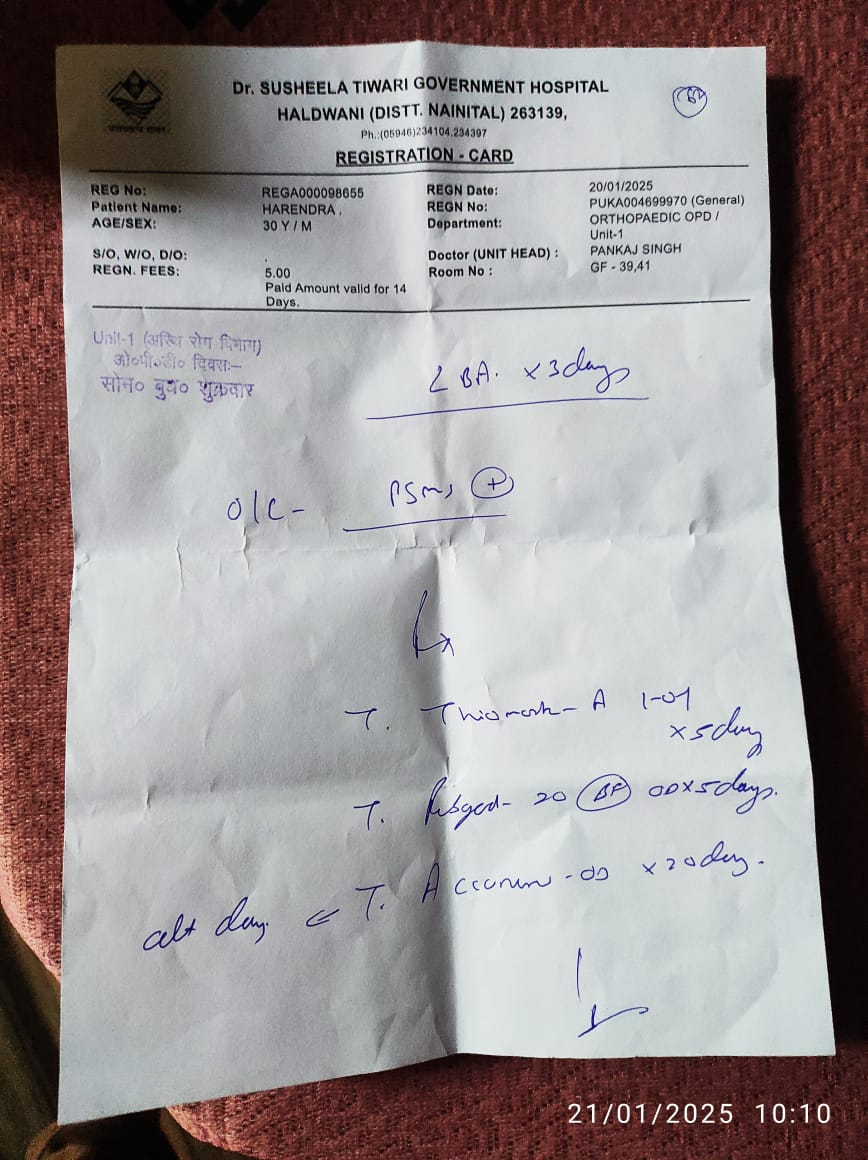 Dr. SUSHEELA TIWARI GOVERNMENT HOSPITAL
HALDWANI (DISTT. NAINITAL) 263139,
Ph.:(05946)234104,234397
REGISTRATION - CARD
REG No: REGA000098655 REGN Date: 20/01/2025
Patient Name: HARENDRA . REGN No: PUKA004699970 (General)
AGE/SEX: 30 Y / M Department: ORTHOPAEDIC OPD /
Unit-1
S/O, W/O, D/O: . Doctor (UNIT HEAD) : PANKAJ SINGH
REGN. FEES: 5.00 Room No : GF - 39,41
Paid Amount valid for 14
Days.
Unit-1 (अस्थि रोग विभाग)
ओ०पी०डी० दिवसः–
सोम० बुध० शुक्रवार
LBA. x 3 days
O/E - PSMS +
T. - A 1-01
x 5 day
T. - 20 BF OD x 5 days.
alt day. T. - OD x 20 day.
21/01/2025 10:10